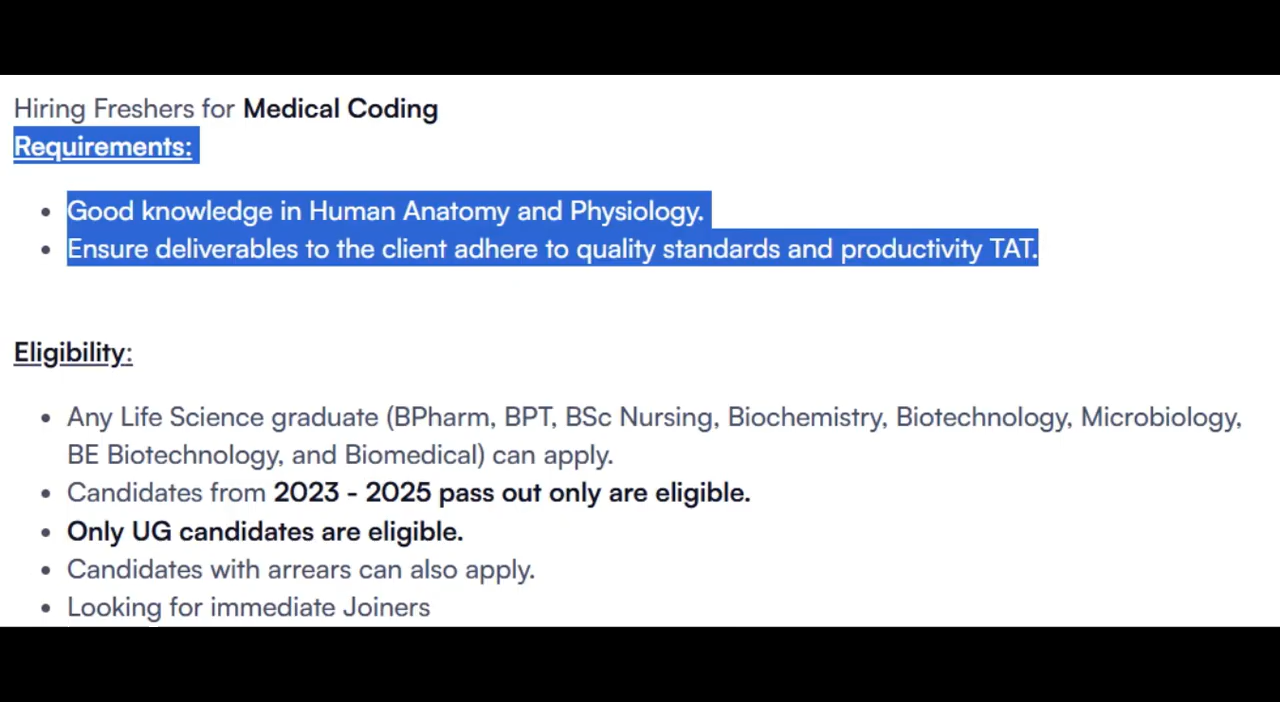 Hiring Freshers for Medical Coding
Requirements:
Good knowledge in Human Anatomy and Physiology.
Ensure deliverables to the client adhere to quality standards and productivity TAT.
Eligibility:
Any Life Science graduate (BPharm, BPT, BSc Nursing, Biochemistry, Biotechnology, Microbiology,
BE Biotechnology, and Biomedical) can apply.
Candidates from 2023 - 2025 pass out only are eligible.
Only UG candidates are eligible.
Candidates with arrears can also apply.
Looking for immediate Joiners